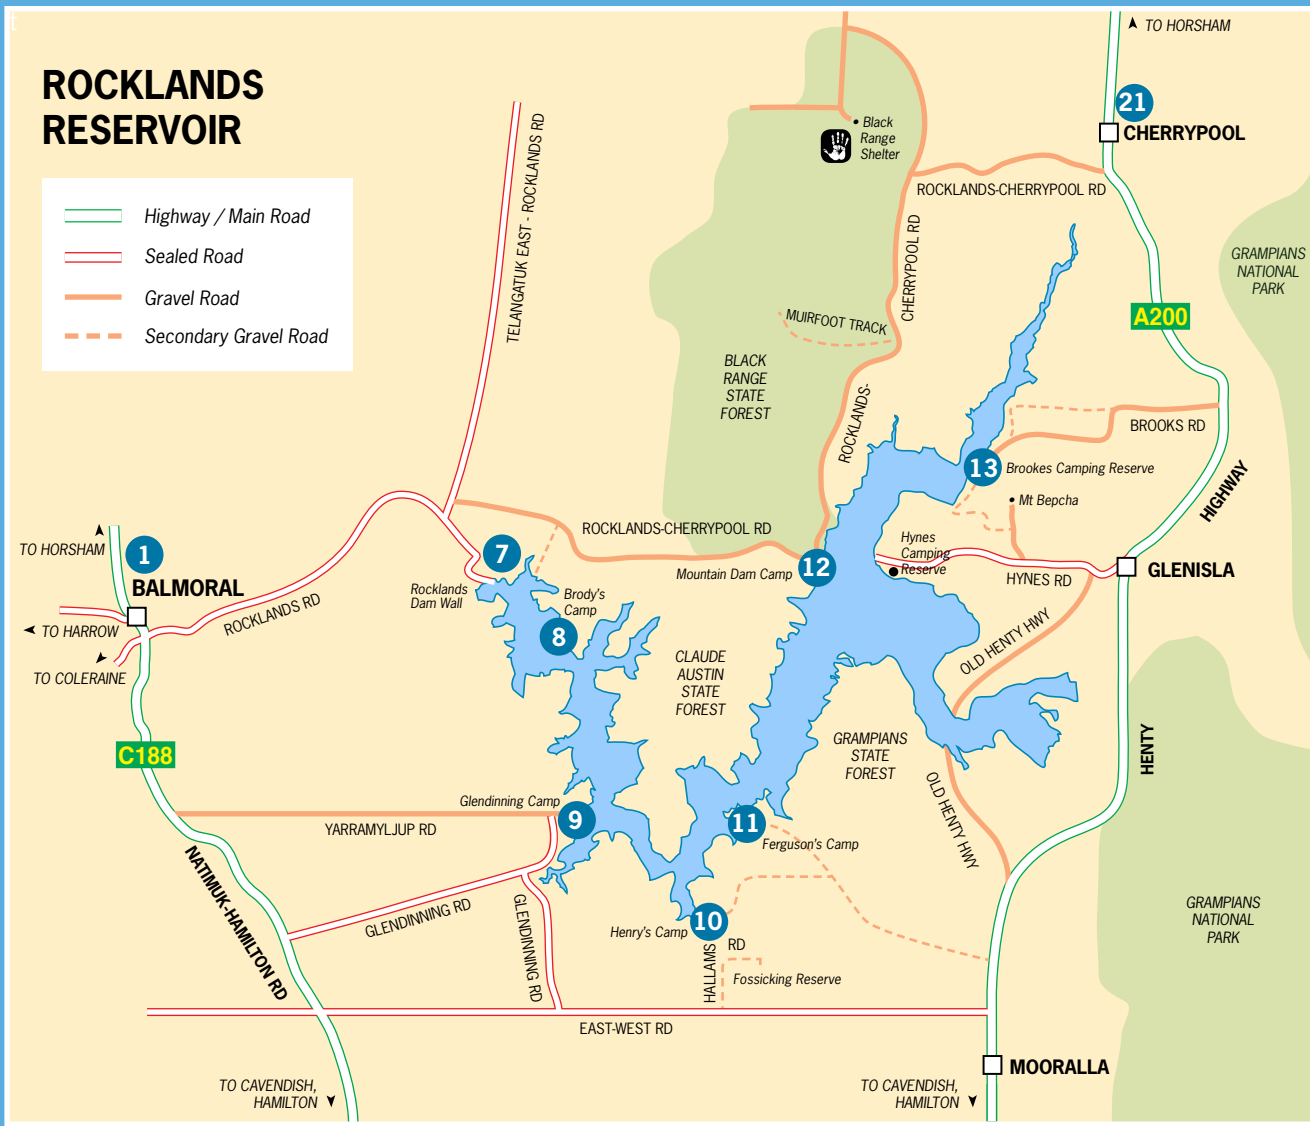 ROCKLANDS
RESERVOIR
Highway / Main Road
Sealed Road
Gravel Road
Secondary Gravel Road
TO HORSHAM
21
CHERRYPOOL
Black
Range
Shelter
ROCKLANDS-CHERRYPOOL RD
TELANGATUK EAST - ROCKLANDS RD
CHERRYPOOL RD
GRAMPIANS
NATIONAL
PARK
A200
MUIRFOOT TRACK
BLACK
RANGE
STATE
FOREST
ROCKLANDS-
BROOKS RD
13
Brookes Camping Reserve
Mt Bepcha
HIGHWAY
ROCKLANDS-CHERRYPOOL RD
Hynes
Camping
Reserve
TO HORSHAM
1
BALMORAL
7
Rocklands
Dam Wall
Mountain Dam Camp
12
HYNES RD
GLENISLA
Brody's
Camp
8
ROCKLANDS RD
TO HARROW
TO COLERAINE
OLD HENTY HWY
CLAUDE
AUSTIN
STATE
FOREST
GRAMPIANS
STATE
FOREST
HENTY
C188
OLD HENTY HWY
Glendinning Camp
9
YARRAMYLJUP RD
11
Ferguson's Camp
NATIMUK-HAMILTON RD
GLENDINNING RD
GLENDINNING RD
Henry's Camp
10
HALLAMS
RD
Fossicking Reserve
GRAMPIANS
NATIONAL
PARK
EAST-WEST RD
MOORALLA
TO CAVENDISH,
HAMILTON
TO CAVENDISH,
HAMILTON